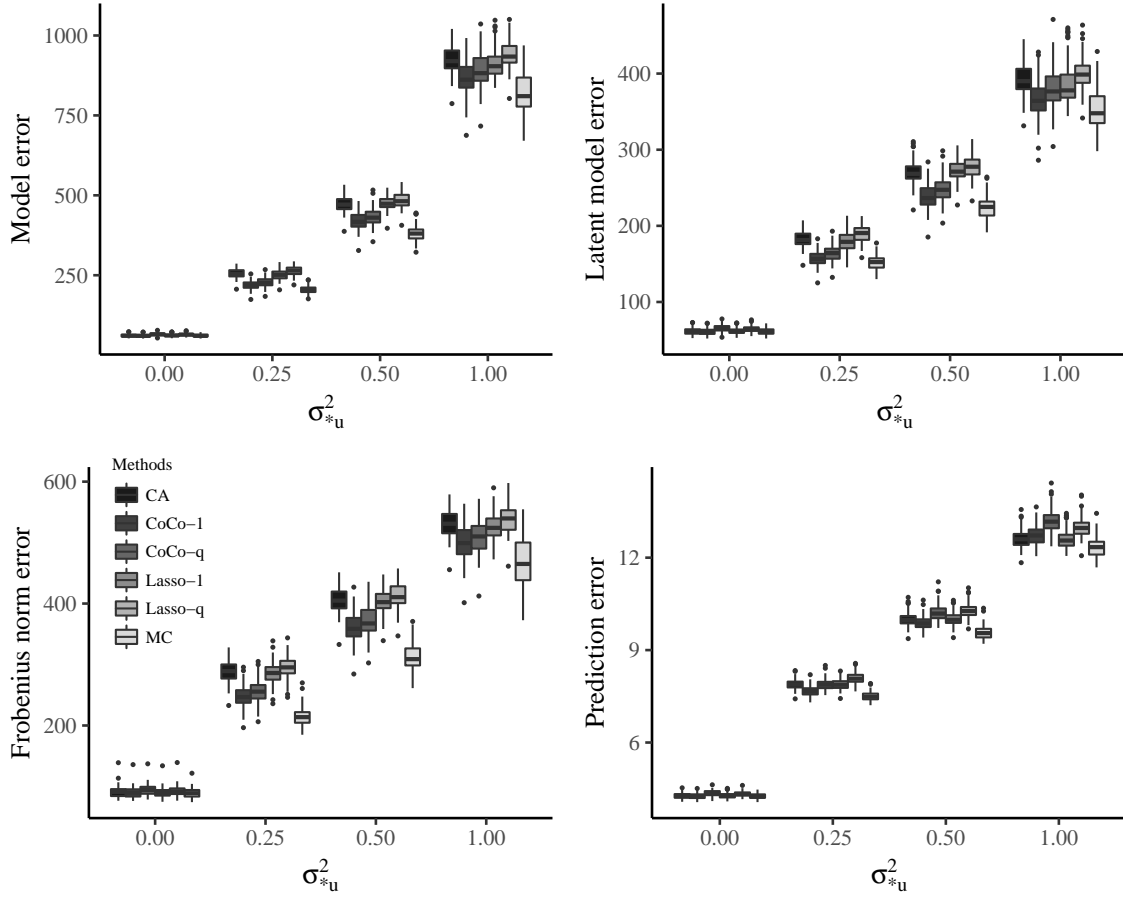 Model error
1000
750
500
250
0.00 0.25 0.50 1.00
σ²*u
Latent model error
400
300
200
100
0.00 0.25 0.50 1.00
σ²*u
Frobenius norm error
600
400
200
Methods
CA
CoCo−1
CoCo−q
Lasso−1
Lasso−q
MC
0.00 0.25 0.50 1.00
σ²*u
Prediction error
12
9
6
0.00 0.25 0.50 1.00
σ²*u